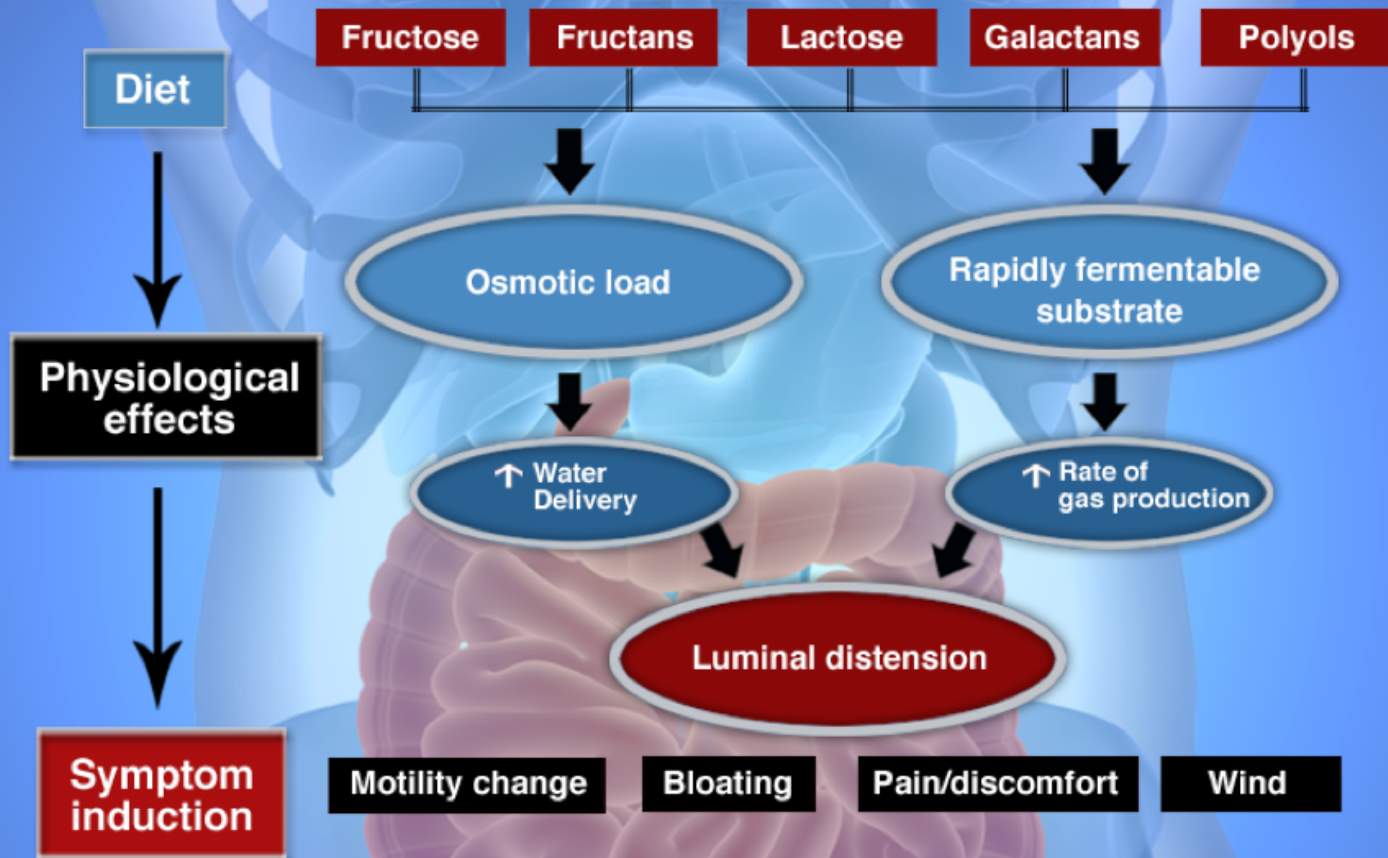 Fructose
Fructans
Lactose
Galactans
Polyols
Diet
Osmotic load
Rapidly fermentable
substrate
Physiological
effects
↑ Water
Delivery
↑ Rate of
gas production
Luminal distension
Symptom
induction
Motility change
Bloating
Pain/discomfort
Wind